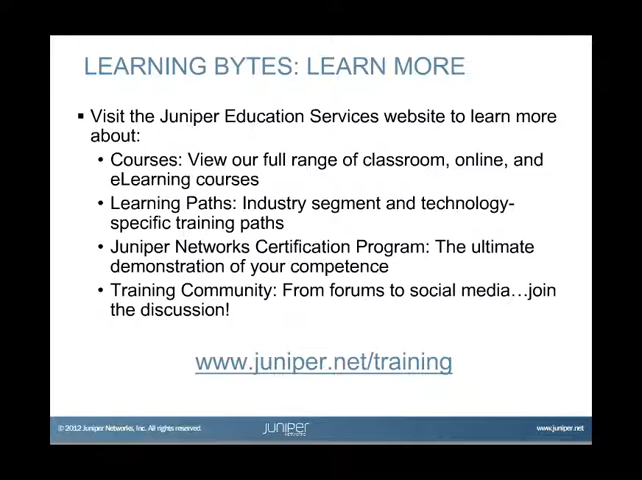 LEARNING BYTES: LEARN MORE
▪ Visit the Juniper Education Services website to learn more
about:
• Courses: View our full range of classroom, online, and
eLearning courses
• Learning Paths: Industry segment and technology-
specific training paths
• Juniper Networks Certification Program: The ultimate
demonstration of your competence
• Training Community: From forums to social media…join
the discussion!
www.juniper.net/training
© 2012 Juniper Networks, Inc. All rights reserved.
JUNIPER
NETWORKS
www.juniper.net